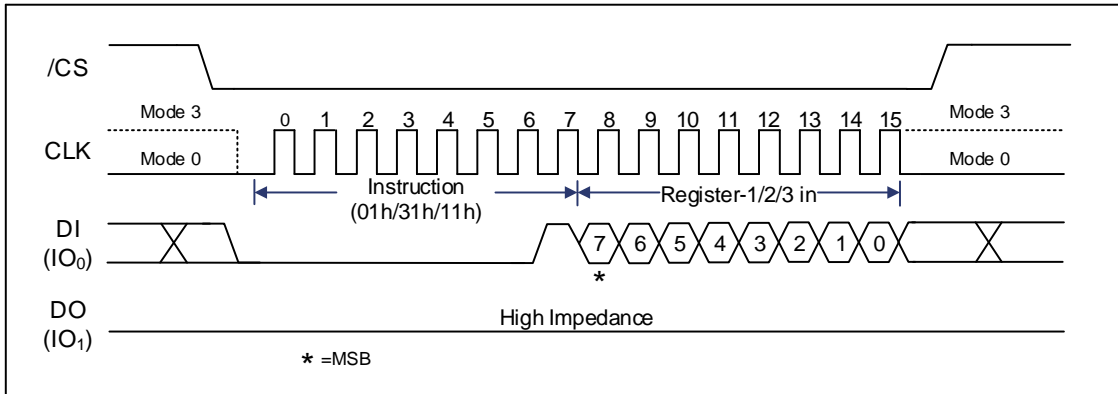 /CS
Mode 3
0 1 2 3 4 5 6 7 8 9 10 11 12 13 14 15
Mode 3
CLK
Mode 0
Mode 0
Instruction
(01h/31h/11h)
Register-1/2/3 in
DI
(IO₀)
7 6 5 4 3 2 1 0
*
DO
(IO₁)
High Impedance
* =MSB